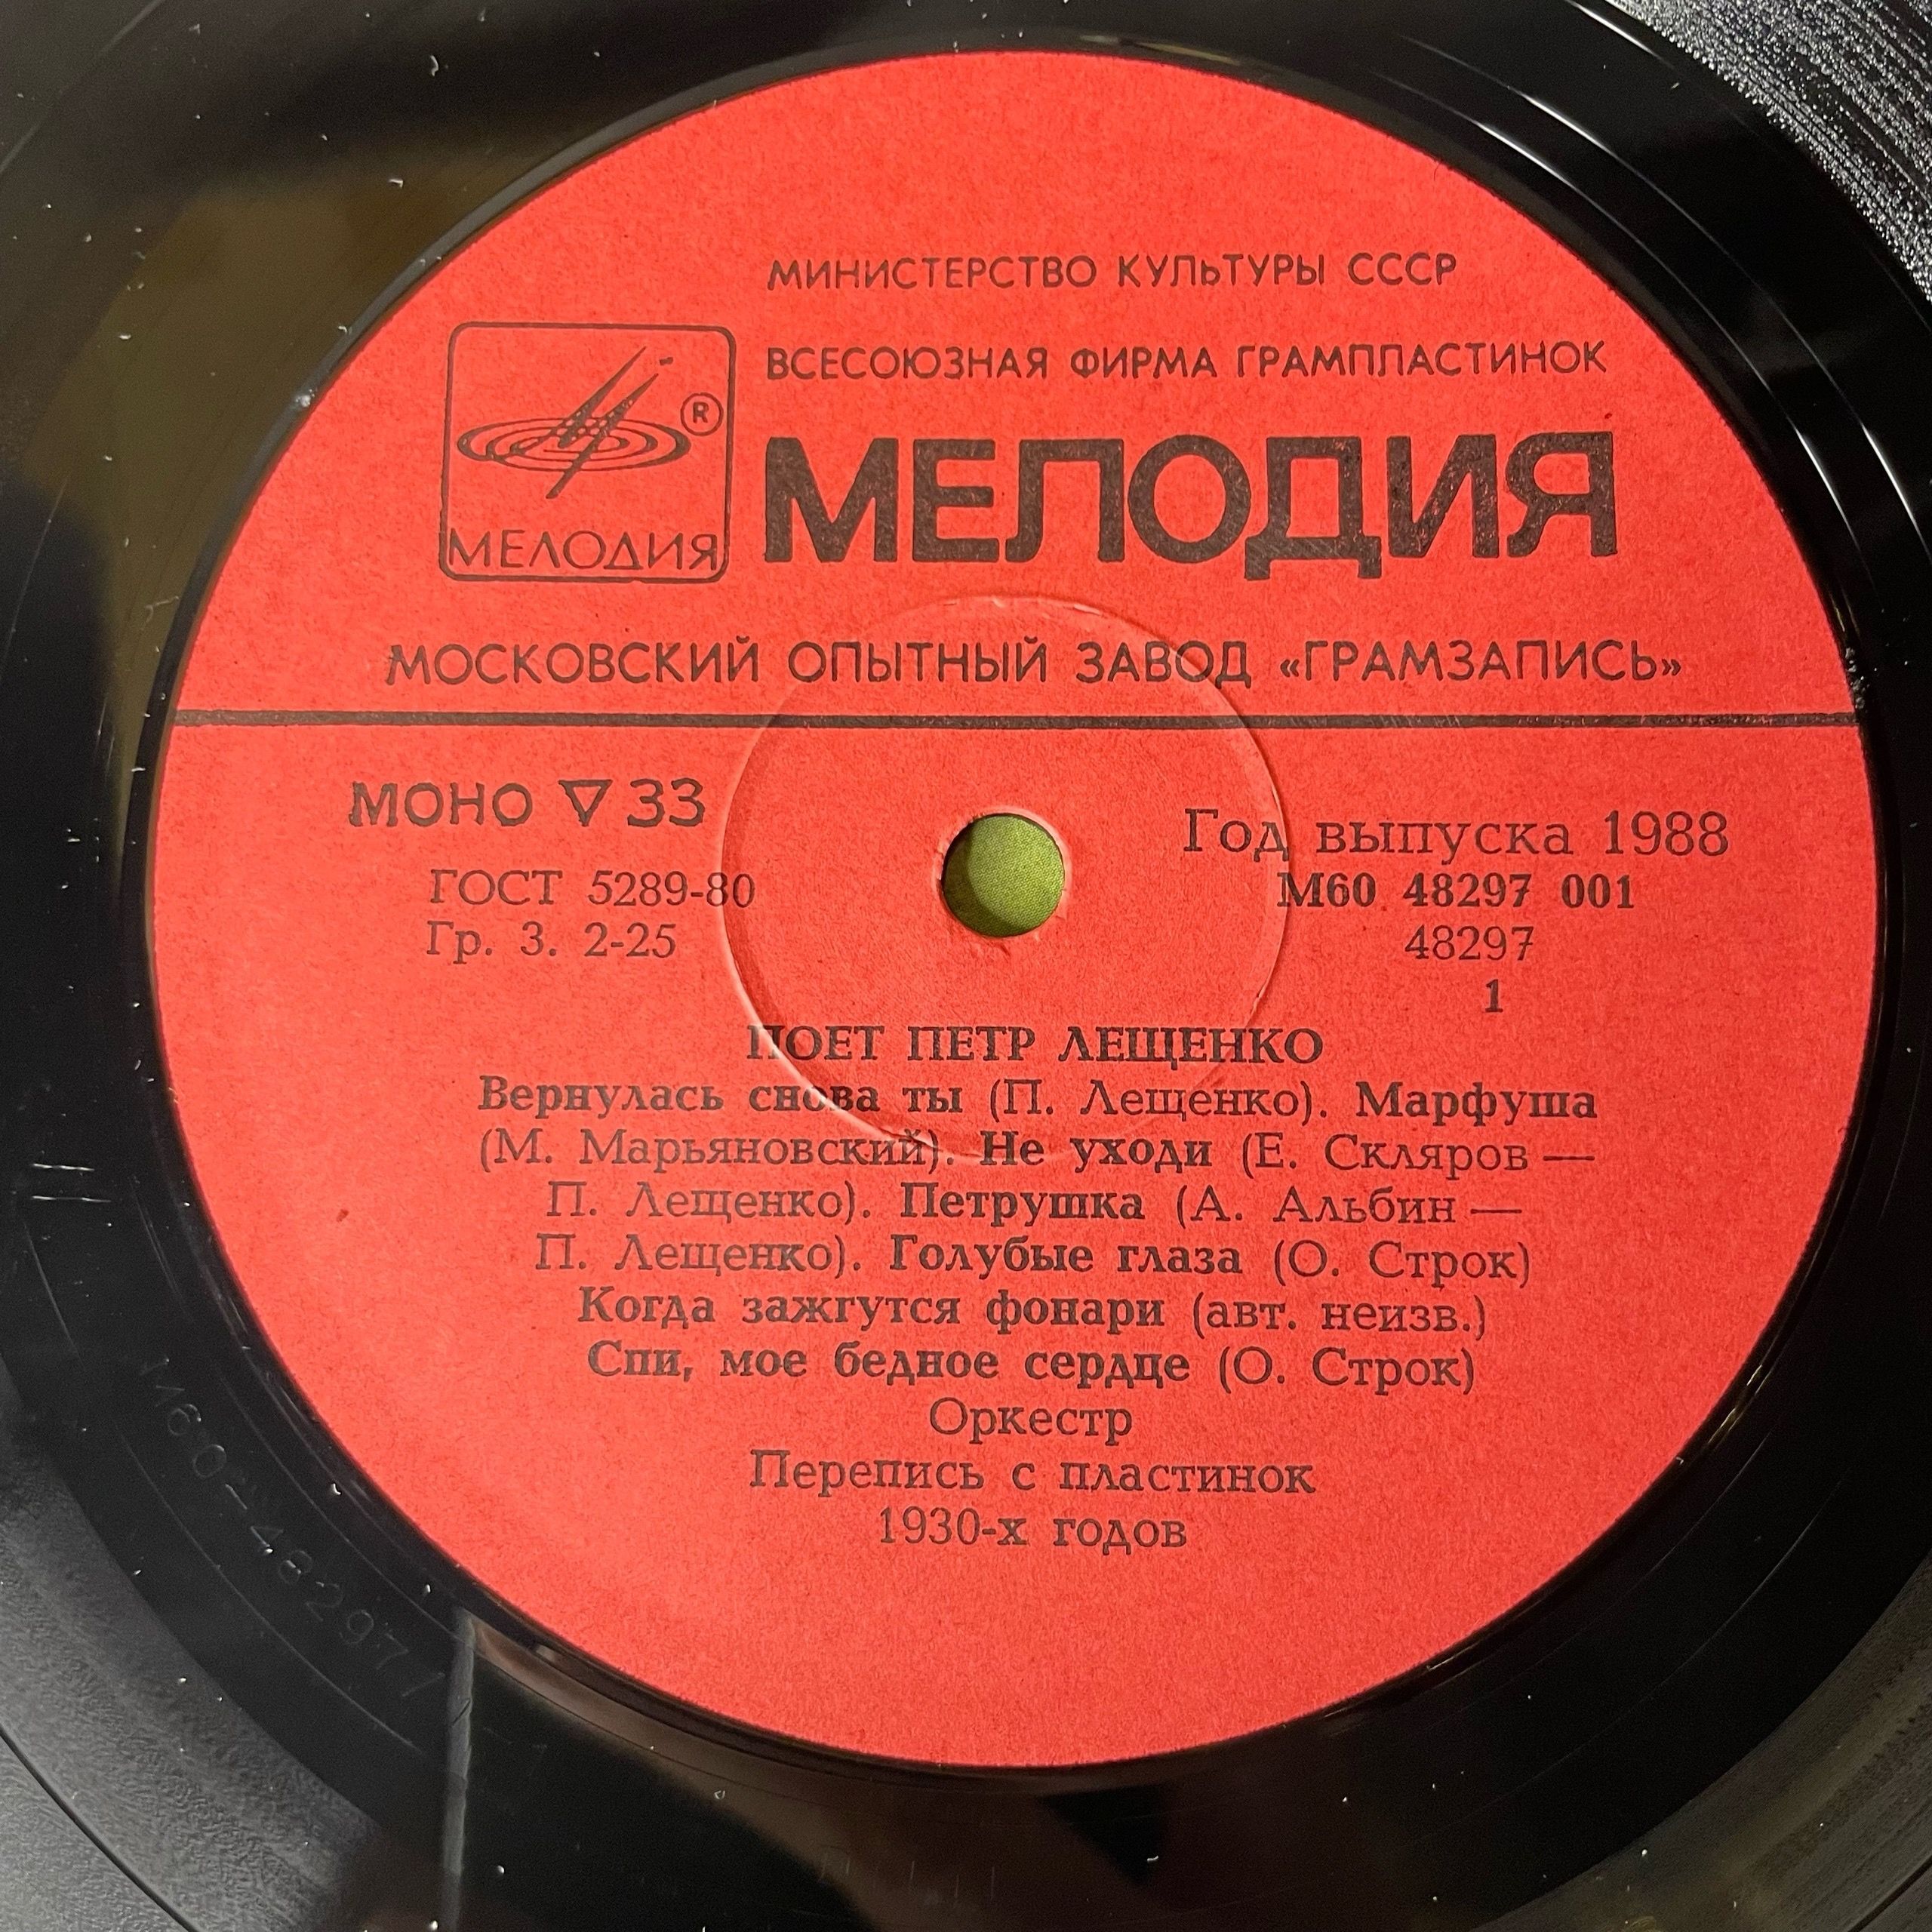 МИНИСТЕРСТВО КУЛЬТУРЫ СССР
ВСЕСОЮЗНАЯ ФИРМА ГРАМПЛАСТИНОК
®
МЕЛОДИЯ
МЕЛОДИЯ
МОСКОВСКИЙ ОПЫТНЫЙ ЗАВОД «ГРАМЗАПИСЬ»
МОНО ▽ 33
ГОСТ 5289-80
Гр. 3. 2-25
Год выпуска 1988
М60 48297 001
48297
1
ПОЕТ ПЕТР ЛЕЩЕНКО
Вернулась снова ты (П. Лещенко). Марфуша
(М. Марьяновский). Не уходи (Е. Скляров —
П. Лещенко). Петрушка (А. Альбин —
П. Лещенко). Голубые глаза (О. Строк)
Когда зажгутся фонари (авт. неизв.)
Спи, мое бедное сердце (О. Строк)
Оркестр
Перепись с пластинок
1930-х годов
М60-48297